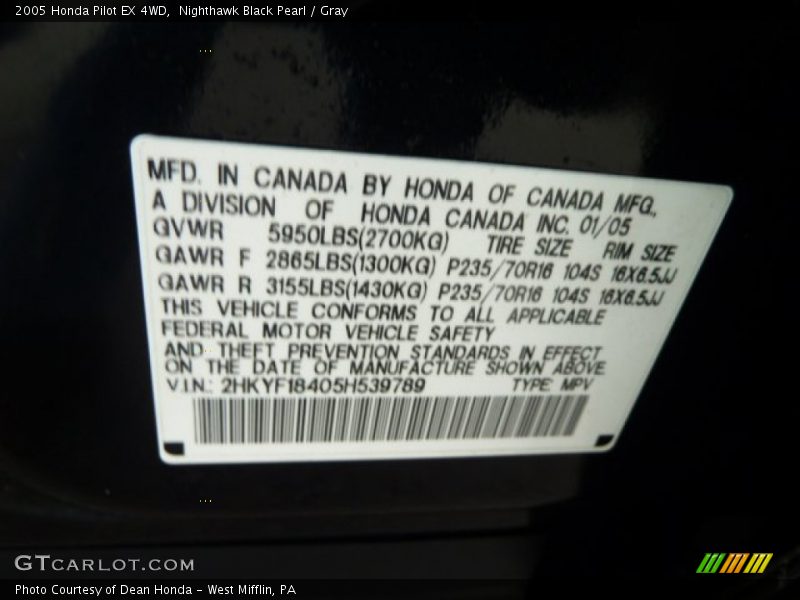 2005 Honda Pilot EX 4WD, Nighthawk Black Pearl / Gray
MFD. IN CANADA BY HONDA OF CANADA MFG.,
A DIVISION OF HONDA CANADA INC. 01/05
GVWR 5950LBS(2700KG) TIRE SIZE RIM SIZE
GAWR F 2865LBS(1300KG) P235/70R16 104S 16X6.5JJ
GAWR R 3155LBS(1430KG) P235/70R16 104S 16X6.5JJ
THIS VEHICLE CONFORMS TO ALL APPLICABLE
FEDERAL MOTOR VEHICLE SAFETY
AND THEFT PREVENTION STANDARDS IN EFFECT
ON THE DATE OF MANUFACTURE SHOWN ABOVE
V.I.N.: 2HKYF18405H539789 TYPE: MPV
GTCARLOT.COM
Photo Courtesy of Dean Honda - West Mifflin, PA